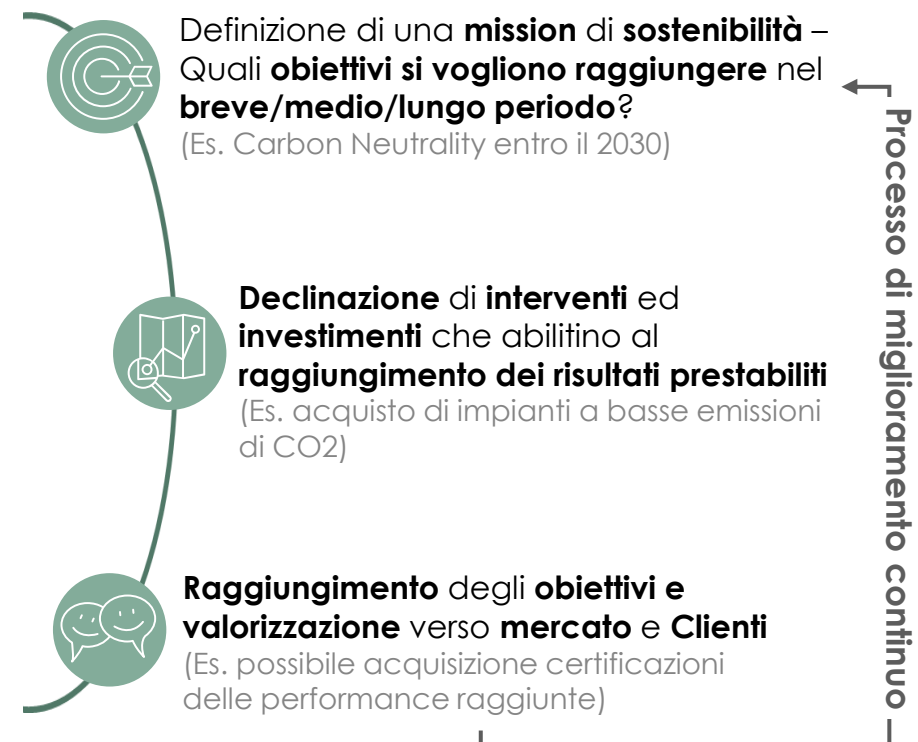 Definizione di una mission di sostenibilità –
Quali obiettivi si vogliono raggiungere nel
breve/medio/lungo periodo?
(Es. Carbon Neutrality entro il 2030)
Declinazione di interventi ed
investimenti che abilitino al
raggiungimento dei risultati prestabiliti
(Es. acquisto di impianti a basse emissioni
di CO2)
Raggiungimento degli obiettivi e
valorizzazione verso mercato e Clienti
(Es. possibile acquisizione certificazioni
delle performance raggiunte)
Processo di miglioramento continuo